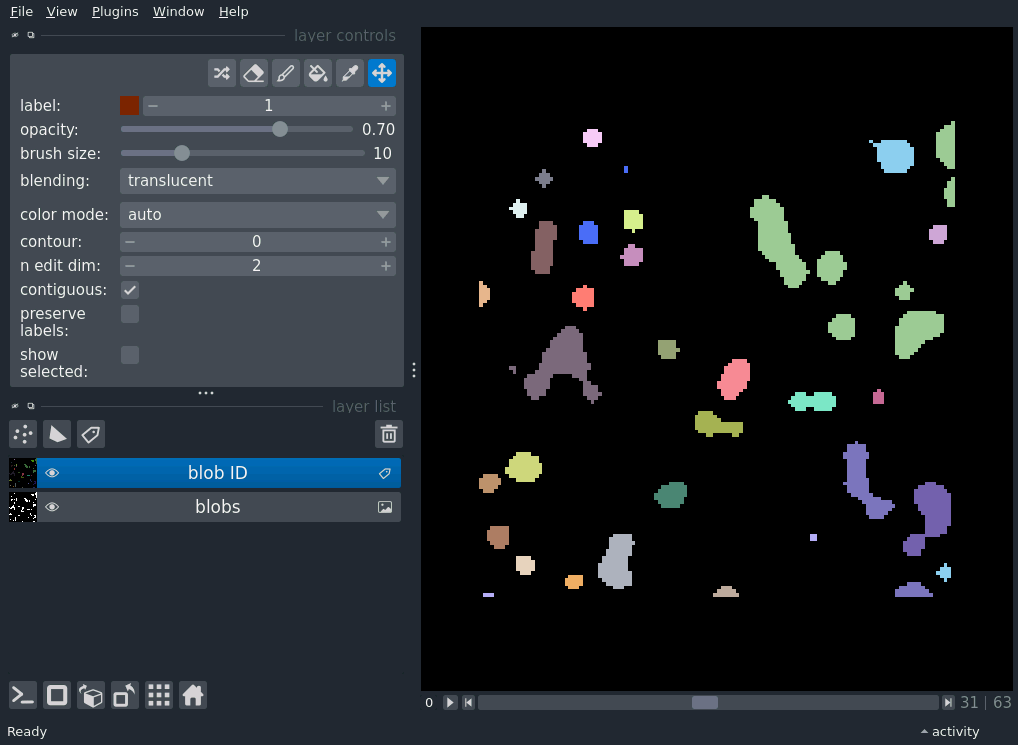 File View Plugins Window Help
layer controls
label: 1
opacity: 0.70
brush size: 10
blending: translucent
color mode: auto
contour: 0
n edit dim: 2
contiguous:
preserve
labels:
show
selected:
layer list
blob ID
blobs
0 31 | 63
Ready activity